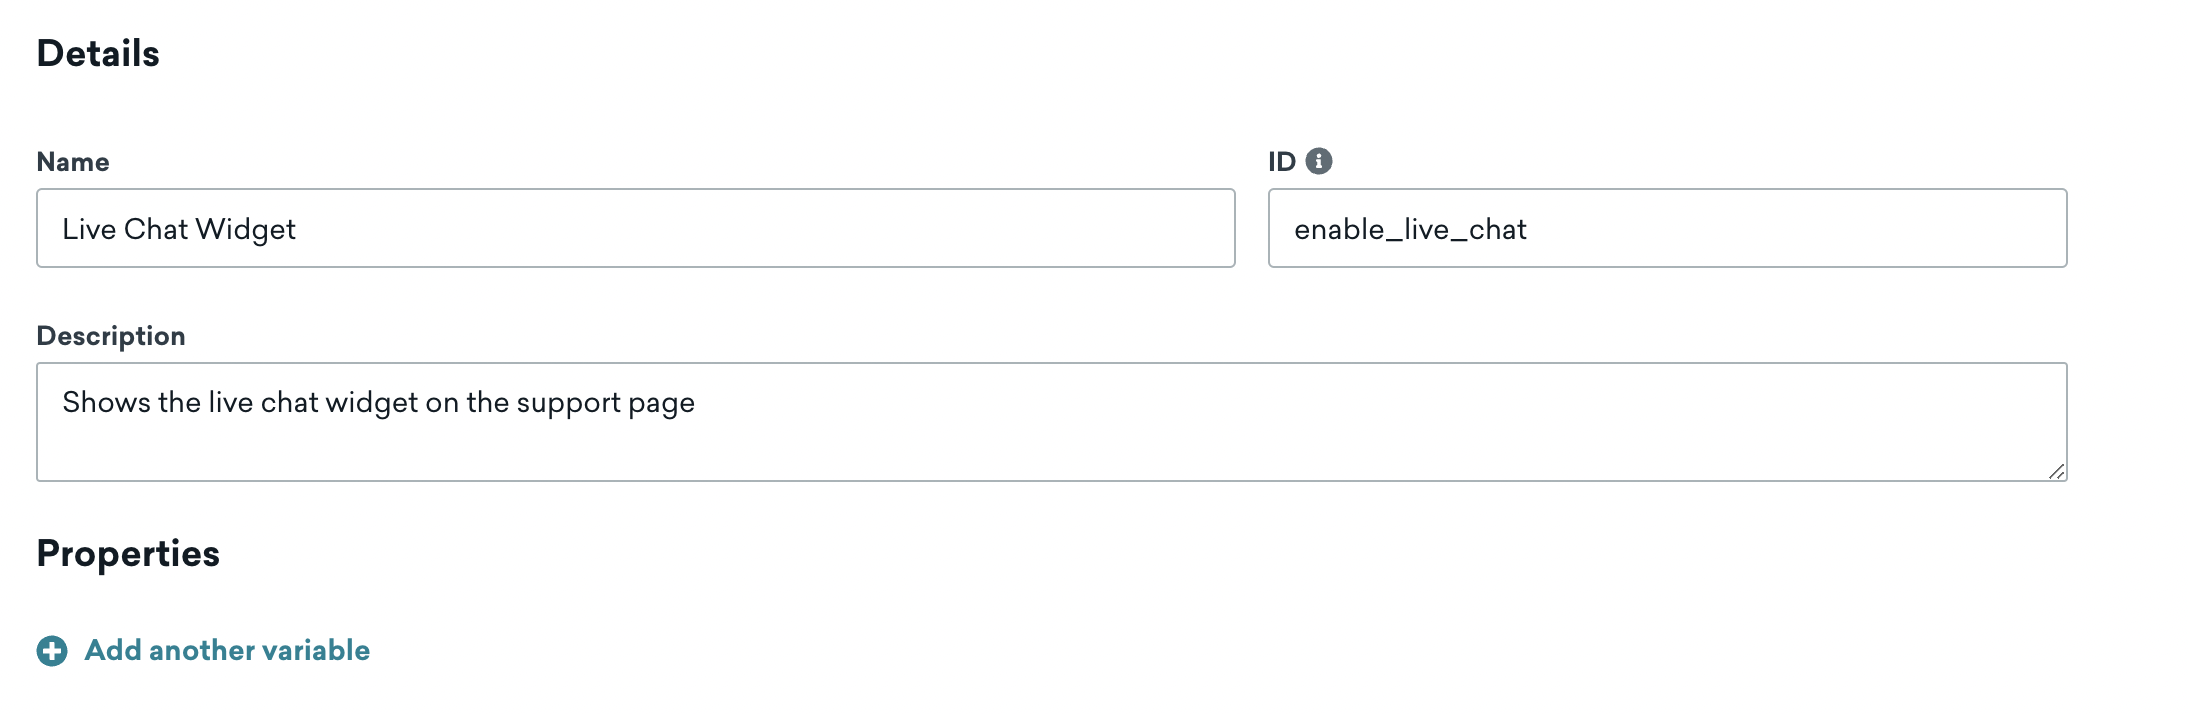 Details
Name
ID
Live Chat Widget
enable_live_chat
Description
Shows the live chat widget on the support page
Properties
Add another variable